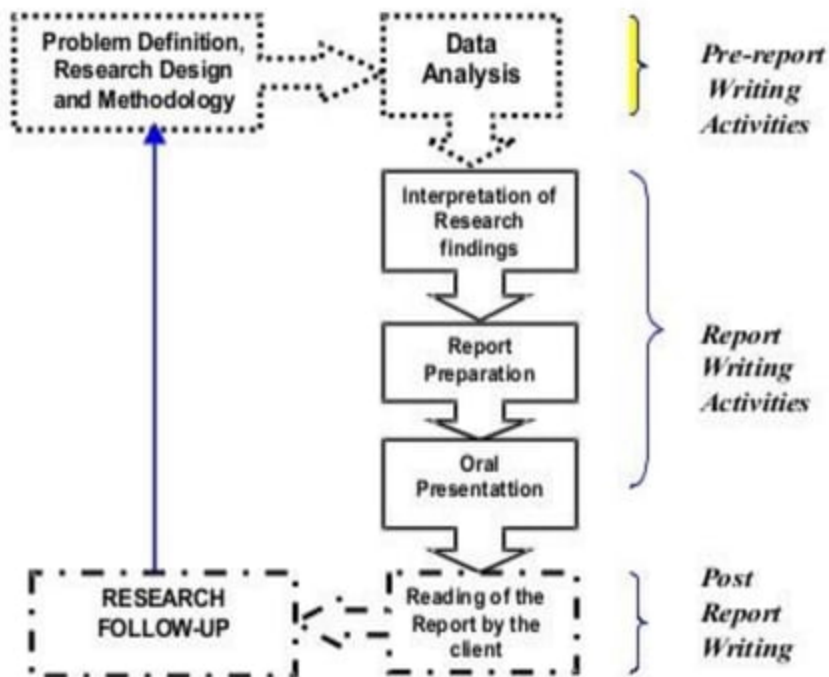 Problem Definition,
Research Design
and Methodology
Data
Analysis
Pre-report
Writing
Activities
Interpretation of
Research
findings
Report
Preparation
Report
Writing
Activities
Oral
Presentattion
RESEARCH
FOLLOW-UP
Reading of the
Report by the
client
Post
Report
Writing